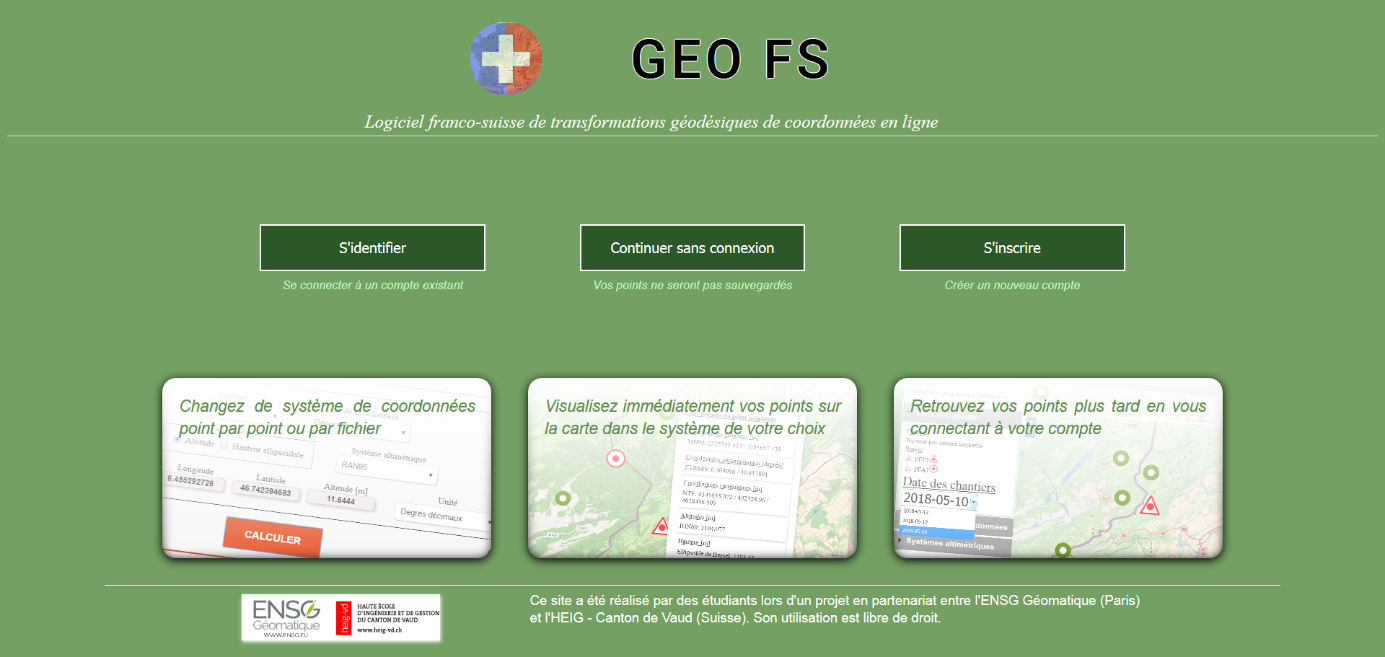 GEO FS
Logiciel franco-suisse de transformations géodésiques de coordonnées en ligne
S'identifier
Continuer sans connexion
S'inscrire
Se connecter à un compte existant
Vos points ne seront pas sauvegardés
Créer un nouveau compte
Changez de système de coordonnées
point par point ou par fichier
Altitude Hauteur ellipsoïdale
Système altimétrique
RAN95
Longitude
Latitude
Altitude [m]
Unité
6.455292726
46.742394683
11.6444
Degres décimaux
CALCULER
Visualisez immédiatement vos points sur
la carte dans le système de votre choix
Altitudes [m]
Retrouvez vos points plus tard en vous
connectant à votre compte
PFP1
PFA1
Date des chantiers
2018-05-10
données
Systèmes altimétriques
ENSG
Géomatique
WWW.ENSG.EU
heig-vd
HAUTE ÉCOLE
D'INGÉNIERIE ET DE GESTION
DU CANTON DE VAUD
www.heig-vd.ch
Ce site a été réalisé par des étudiants lors d'un projet en partenariat entre l'ENSG Géomatique (Paris)
et l'HEIG - Canton de Vaud (Suisse). Son utilisation est libre de droit.